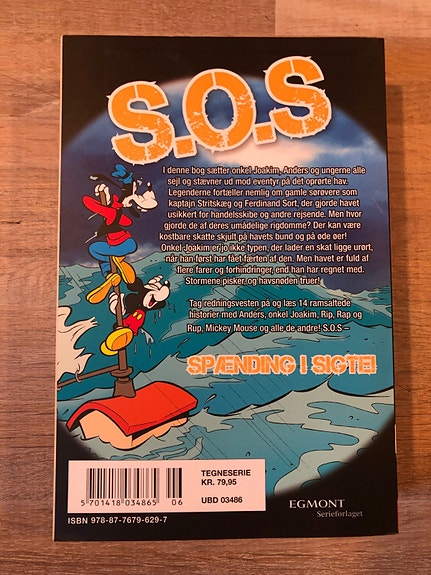 S.O.S
I denne bog sætter onkel Joakim, Anders og ungerne alle
sejl og stævner ud mod eventyr på det oprørte hav.
Legenderne fortæller nemlig om gamle sørøvere som
kaptajn Stritskæg og Ferdinand Sort, der gjorde havet
usikkert for handelsskibe og andre rejsende. Men hvor
gjorde de af deres umådelige rigdomme? Der kan være
kostbare skatte skjult på havets bund og på øde øer!
Onkel Joakim er jo ikke typen, der lader en skat ligge urørt,
når han først har fået færten af den. Men havet er fuld af
flere farer og forhindringer, end han har regnet med.
Stormene pisker og havsnøden truer!
Tag redningsvesten på og læs 14 ramsaltede
historier med Anders, onkel Joakim, Rip, Rap og
Rup, Mickey Mouse og alle de andre! S.O.S –
SPÆNDING I SIGTE!
TEGNESERIE
KR. 79,95
UBD 03486
5 701418 034865 06
ISBN 978-87-7679-629-7
EGMONT
Serieforlaget